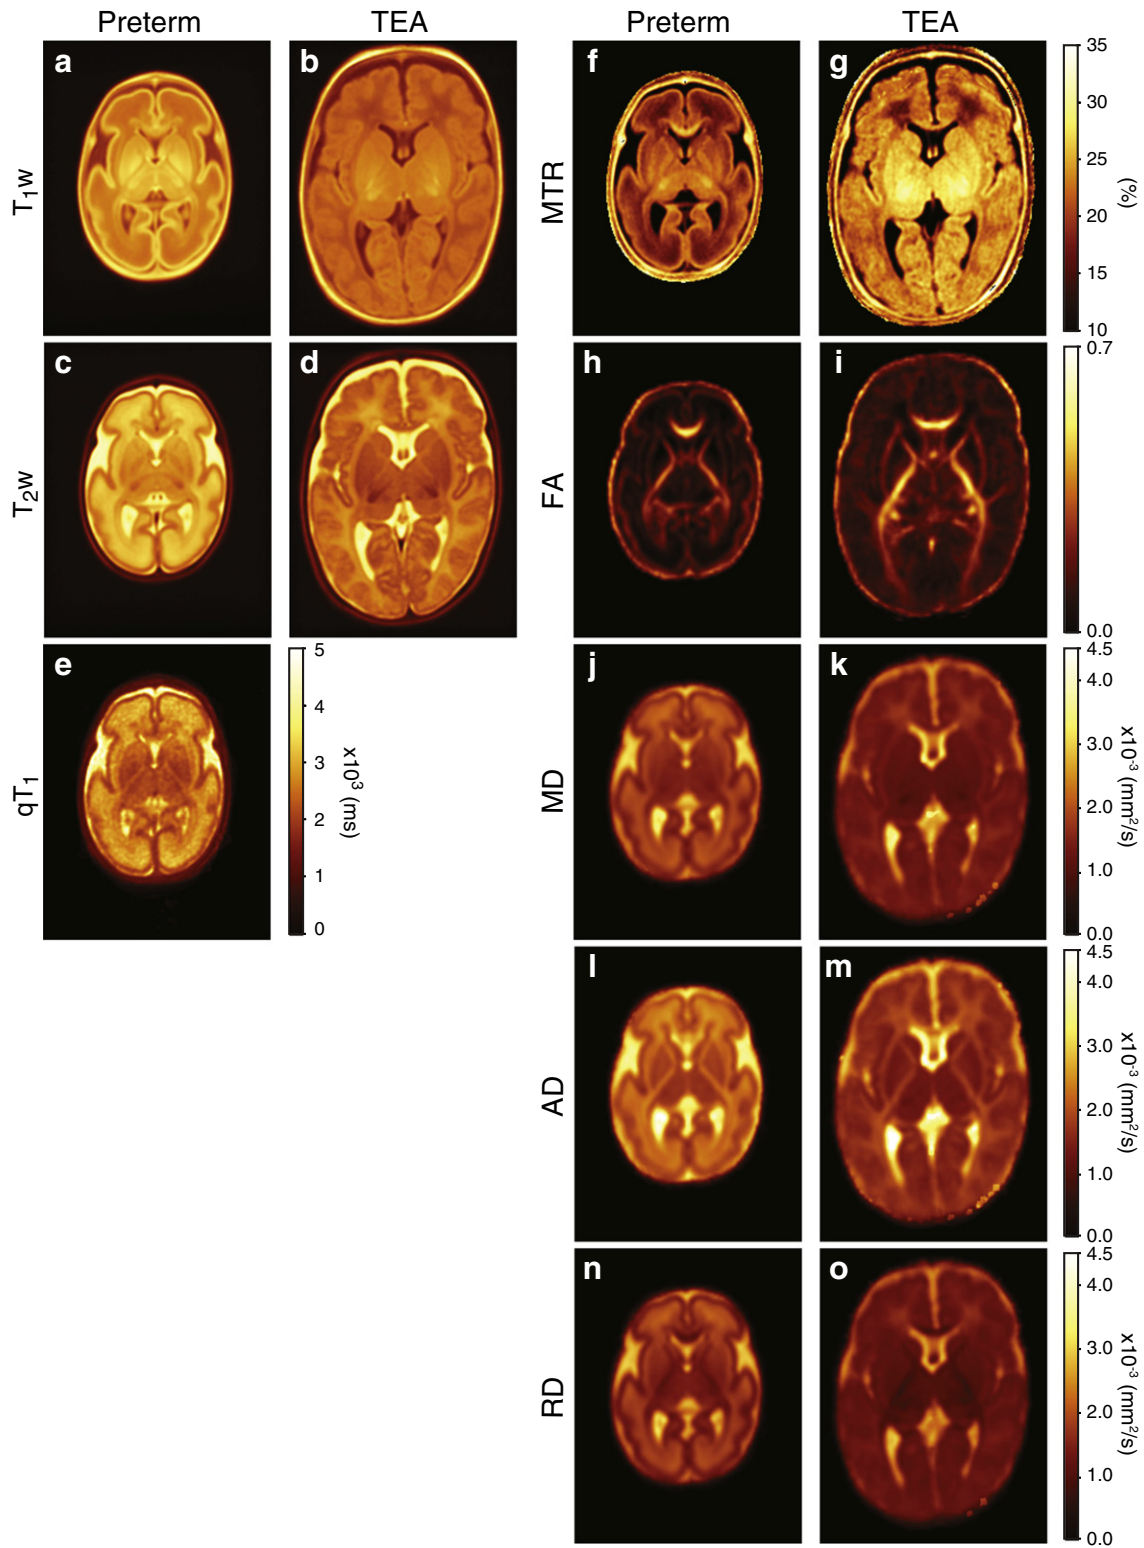 Preterm TEA Preterm TEA
a b f g
T₁w MTR
35
30
25
20
15
10
(%)
c d h i
T₂w FA
0.7
0.0
e j k
qT₁
5
4
3
2
1
0
x10³ (ms)
MD
4.5
4.0
3.0
2.0
1.0
0.0
x10⁻³ (mm²/s)
l m
AD
4.5
4.0
3.0
2.0
1.0
0.0
x10⁻³ (mm²/s)
n o
RD
4.5
4.0
3.0
2.0
1.0
0.0
x10⁻³ (mm²/s)